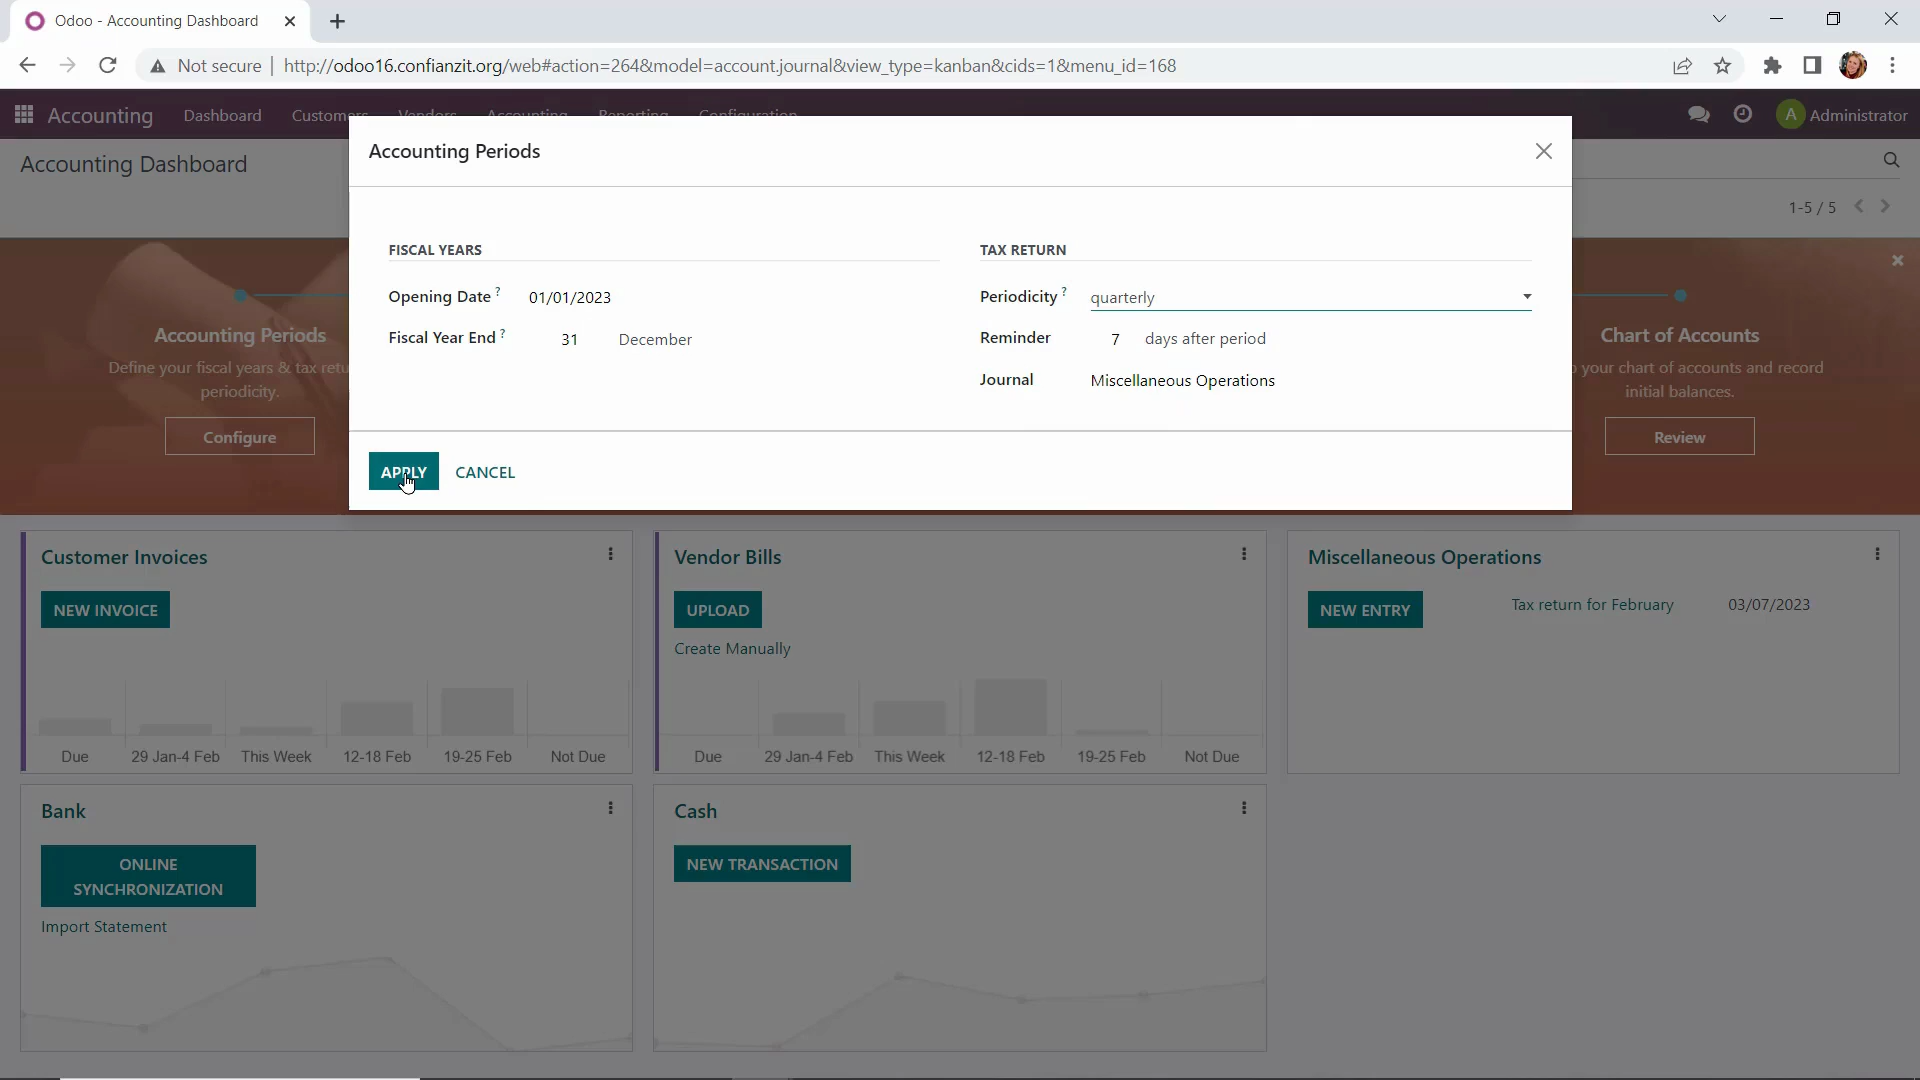 Odoo - Accounting Dashboard
Not secure
http://odoo16.confianzit.org/web#action=264&model=account.journal&view_type=kanban&cids=1&menu_id=168
Accounting Dashboard Customers Vendors Accounting Reporting Configuration
A Administrator
Accounting Dashboard
1-5 / 5
Accounting Periods
FISCAL YEARS
Opening Date ? 01/01/2023
Fiscal Year End ? 31 December
TAX RETURN
Periodicity ? quarterly
Reminder 7 days after period
Journal Miscellaneous Operations
APPLY CANCEL
Accounting Periods
Define your fiscal years & tax retu
periodicity.
Configure
Chart of Accounts
your chart of accounts and record
initial balances.
Review
Customer Invoices
NEW INVOICE
Due 29 Jan-4 Feb This Week 12-18 Feb 19-25 Feb Not Due
Vendor Bills
UPLOAD
Create Manually
Due 29 Jan-4 Feb This Week 12-18 Feb 19-25 Feb Not Due
Miscellaneous Operations
NEW ENTRY Tax return for February 03/07/2023
Bank
ONLINE
SYNCHRONIZATION
Import Statement
Cash
NEW TRANSACTION